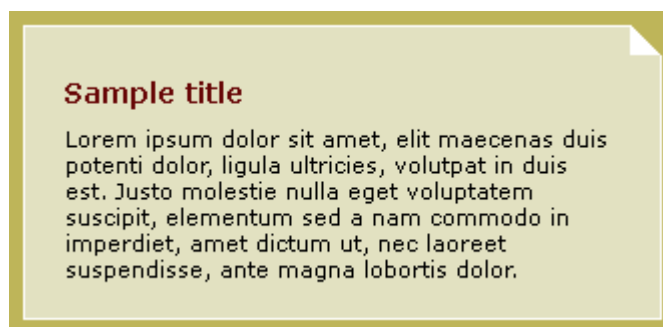 Sample title
Lorem ipsum dolor sit amet, elit maecenas duis
potenti dolor, ligula ultricies, volutpat in duis
est. Justo molestie nulla eget voluptatem
suscipit, elementum sed a nam commodo in
imperdiet, amet dictum ut, nec laoreet
suspendisse, ante magna lobortis dolor.